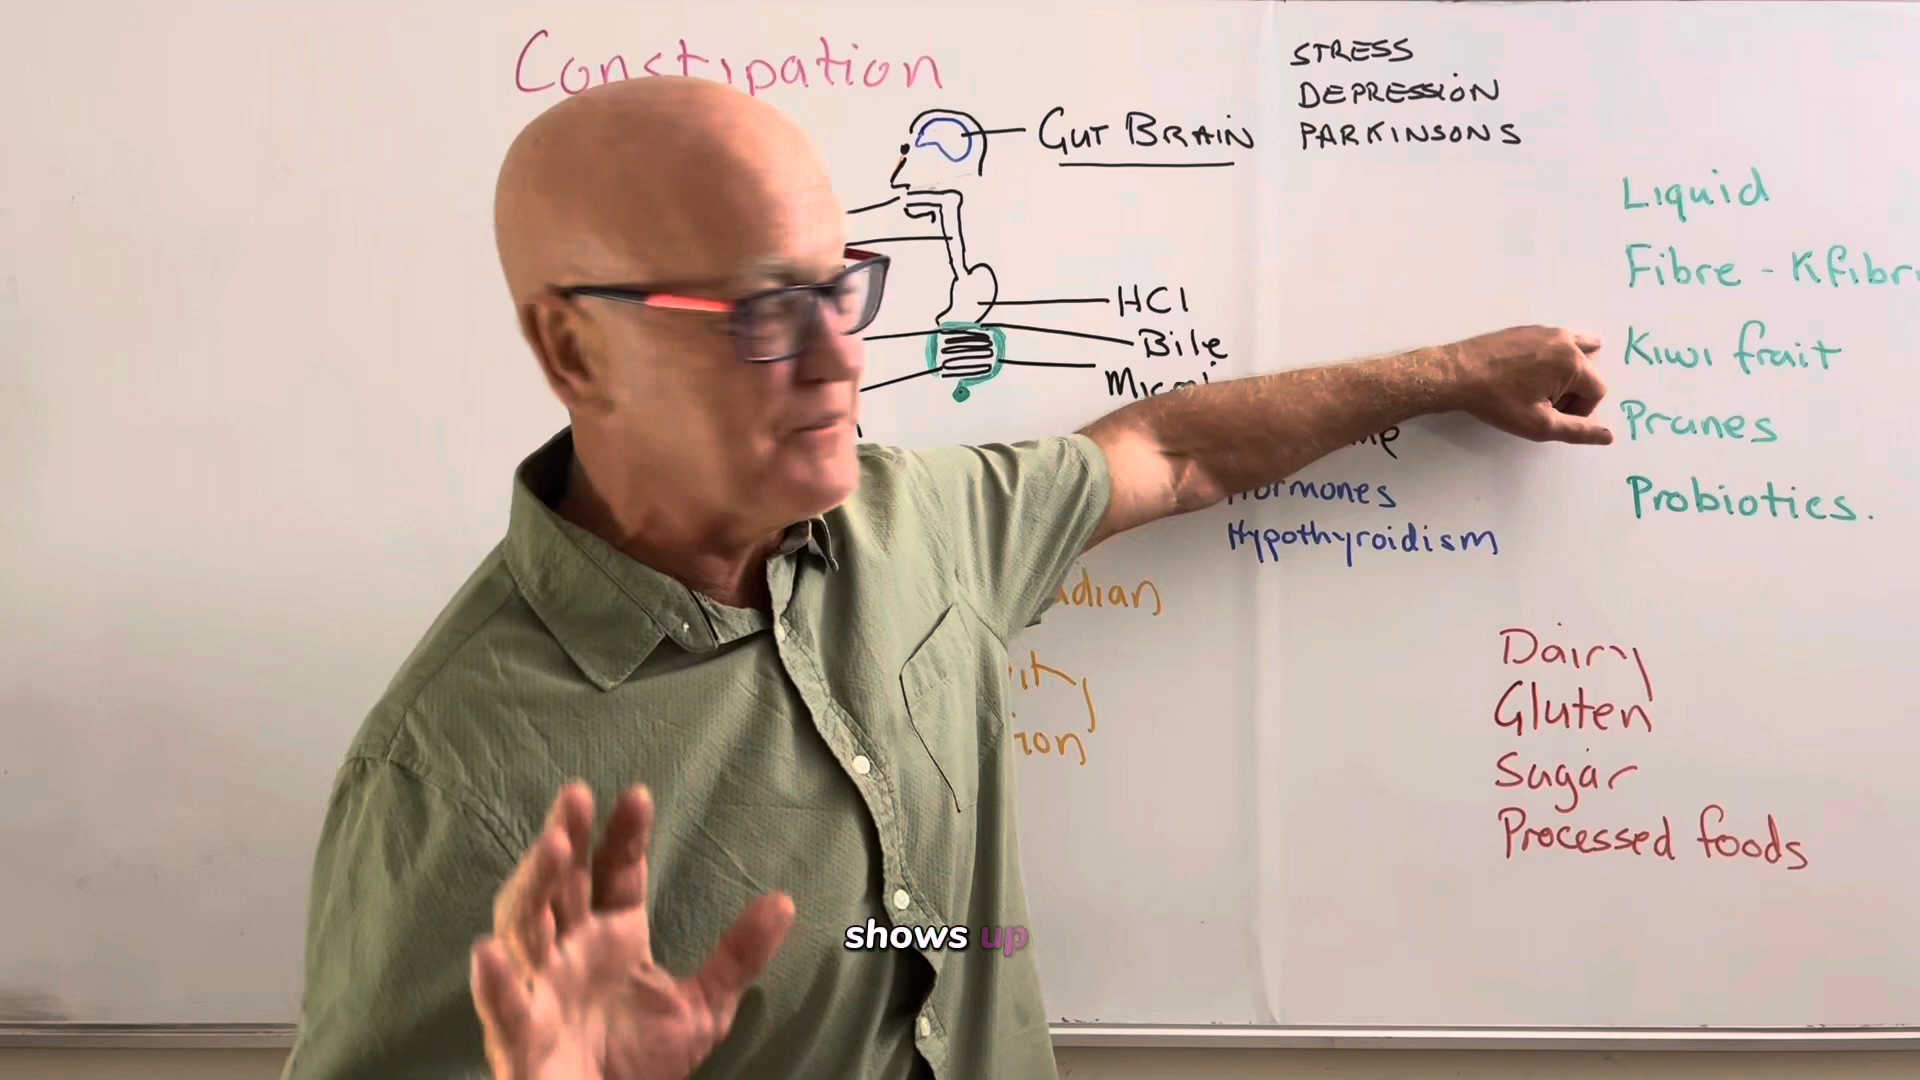 Constipation
STRESS
DEPRESSION
PARKINSONS
GUT BRAIN
Liquid
Fibre - Kfibr
Kiwi fruit
Prunes
Probiotics.
HCl
Bile
Hormones
Hypothyroidism
Dairy
Gluten
Sugar
Processed foods
shows up